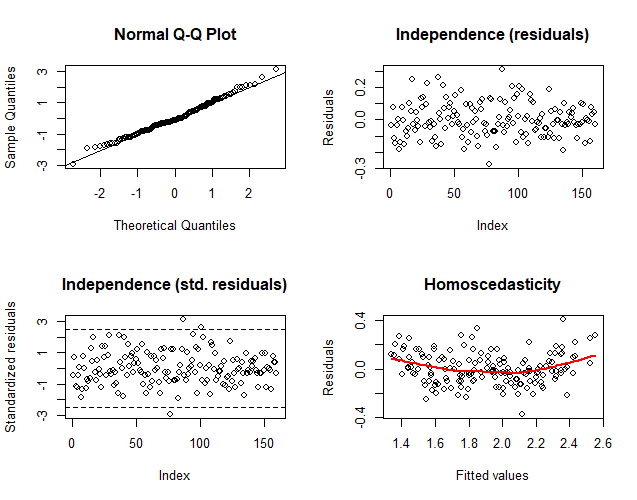 Normal Q-Q Plot
Sample Quantiles
3
1
-1
-3
-2
-1
0
1
2
Theoretical Quantiles
Independence (residuals)
Residuals
0.2
0.0
-0.3
0
50
100
150
Index
Independence (std. residuals)
Standardized residuals
3
1
-1
-3
0
50
100
150
Index
Homoscedasticity
Residuals
0.4
0.0
-0.4
1.4
1.6
1.8
2.0
2.2
2.4
2.6
Fitted values